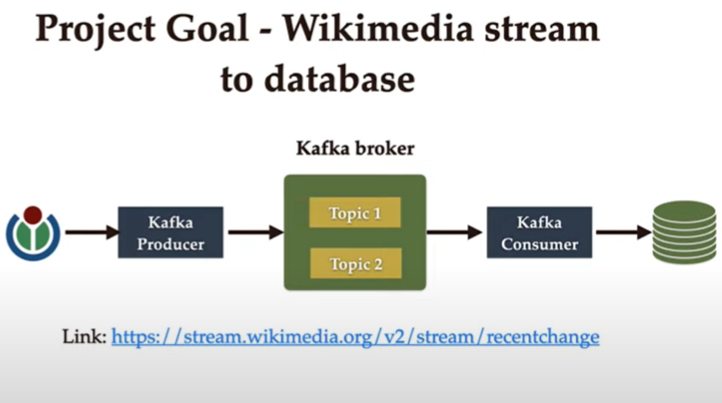 Project Goal - Wikimedia stream
to database
Kafka broker
Kafka
Producer
Topic 1
Topic 2
Kafka
Consumer
Link: https://stream.wikimedia.org/v2/stream/recentchange